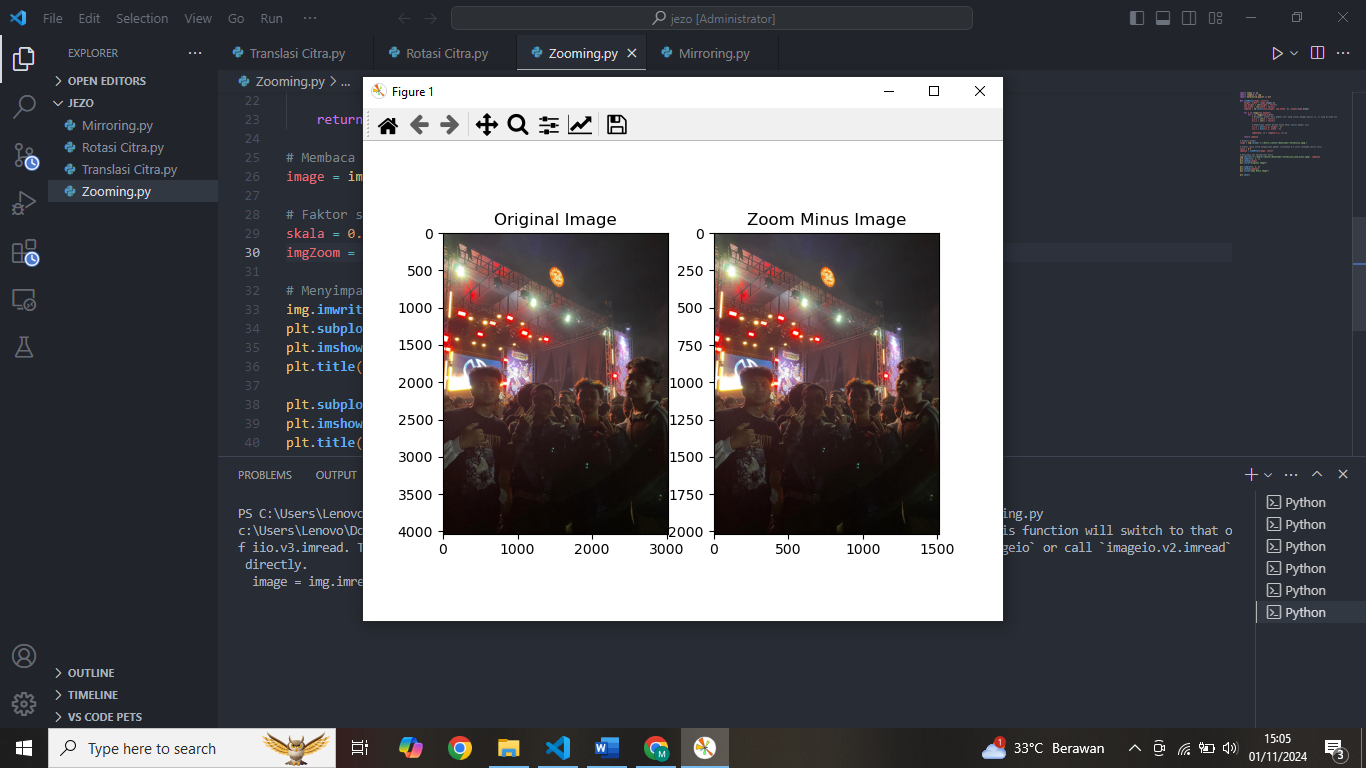 File Edit Selection View Go Run ···
jezo [Administrator]
EXPLORER
OPEN EDITORS
JEZO
Mirroring.py
Rotasi Citra.py
Translasi Citra.py
Zooming.py
OUTLINE
TIMELINE
VS CODE PETS
Translasi Citra.py Rotasi Citra.py Zooming.py Mirroring.py
Zooming.py > ...
22
23 return
24
25 # Membaca
26 image = im
27
28 # Faktor s
29 skala = 0.
30 imgZoom =
31
32 # Menyimpa
33 img.imwrit
34 plt.subplo
35 plt.imshow
36 plt.title(
37
38 plt.subplo
39 plt.imshow
40 plt.title(
Figure 1
Original Image
0
500
1000
1500
2000
2500
3000
3500
4000
0 1000 2000 3000
Zoom Minus Image
0
250
500
750
1000
1250
1500
1750
2000
0 500 1000 1500
PROBLEMS OUTPUT
PS C:\Users\Lenovo ing.py
c:\Users\Lenovo\Do is function will switch to that o
f iio.v3.imread. T geio` or call `imageio.v2.imread`
directly.
image = img.imre
Python
Python
Python
Python
Python
Python
Type here to search
1
33°C Berawan
15:05
01/11/2024
3